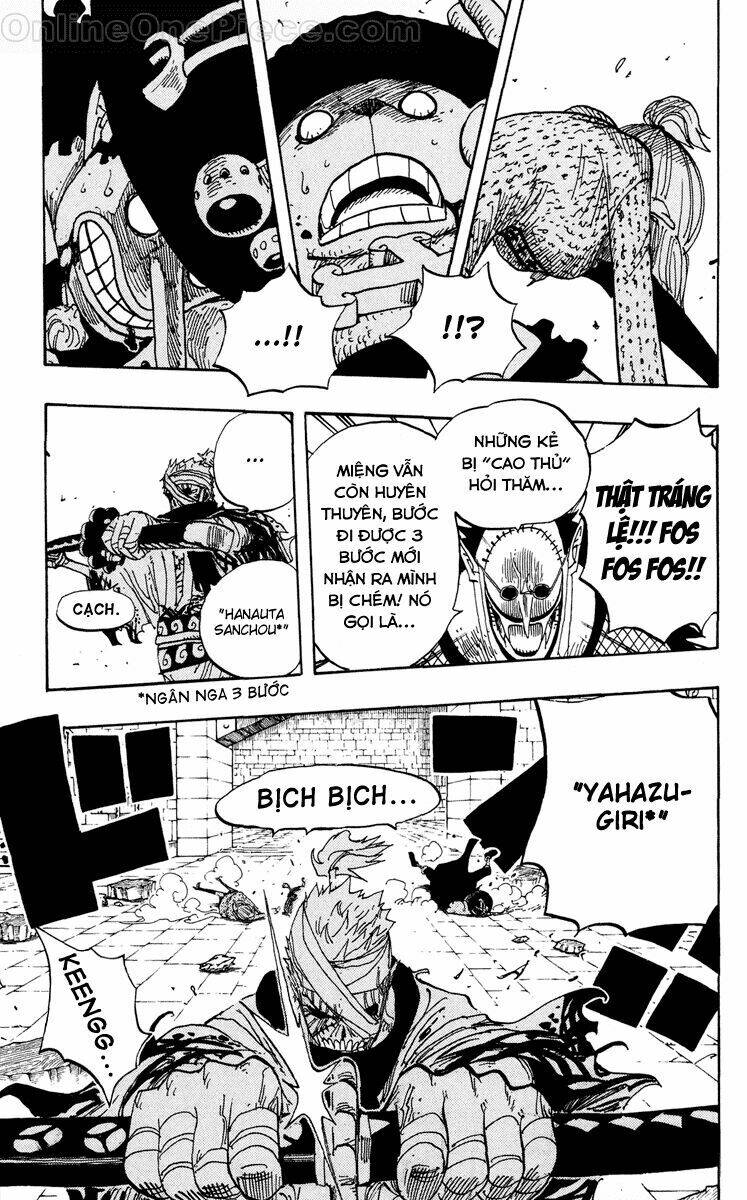 OnlineOnePiece.com
...!!
!!?
THẬT TRÁNG
LỆ!!! FOS
FOS FOS!!
NHỮNG KẺ
BỊ "CAO THỦ"
HỎI THĂM...
MIỆNG VẪN
CÒN HUYÊN
THUYÊN, BƯỚC
ĐI ĐƯỢC 3
BƯỚC MỚI
NHẬN RA MÌNH
BỊ CHÉM! NÓ
GỌI LÀ...
...
"HANAUTA
SANCHOU*"
CẠCH.
*NGÂN NGA 3 BƯỚC
"YAHAZU-
GIRI*"
BỊCH BỊCH...
KEENGG...